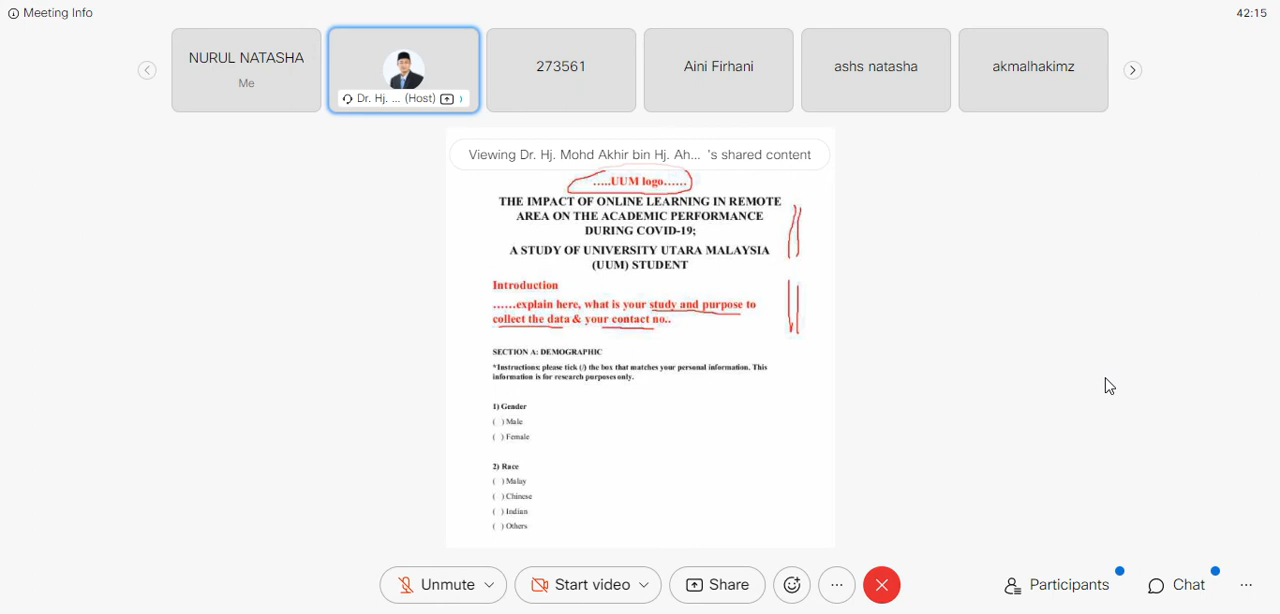 Meeting Info
42:15
NURUL NATASHA
Me
Dr. Hj. ... (Host)
273561
Aini Firhani
ashs natasha
akmalhakimz
Viewing Dr. Hj. Mohd Akhir bin Hj. Ah... 's shared content
.....UUM logo......
THE IMPACT OF ONLINE LEARNING IN REMOTE
AREA ON THE ACADEMIC PERFORMANCE
DURING COVID-19;
A STUDY OF UNIVERSITY UTARA MALAYSIA
(UUM) STUDENT
Introduction
......explain here, what is your study and purpose to
collect the data & your contact no..
SECTION A: DEMOGRAPHIC
*Instructions: please tick (/) the box that matches your personal information. This
information is for research purposes only.
1) Gender
( ) Male
( ) Female
2) Race
( ) Malay
( ) Chinese
( ) Indian
( ) Others
Unmute
Start video
Share
...
Participants
Chat
...